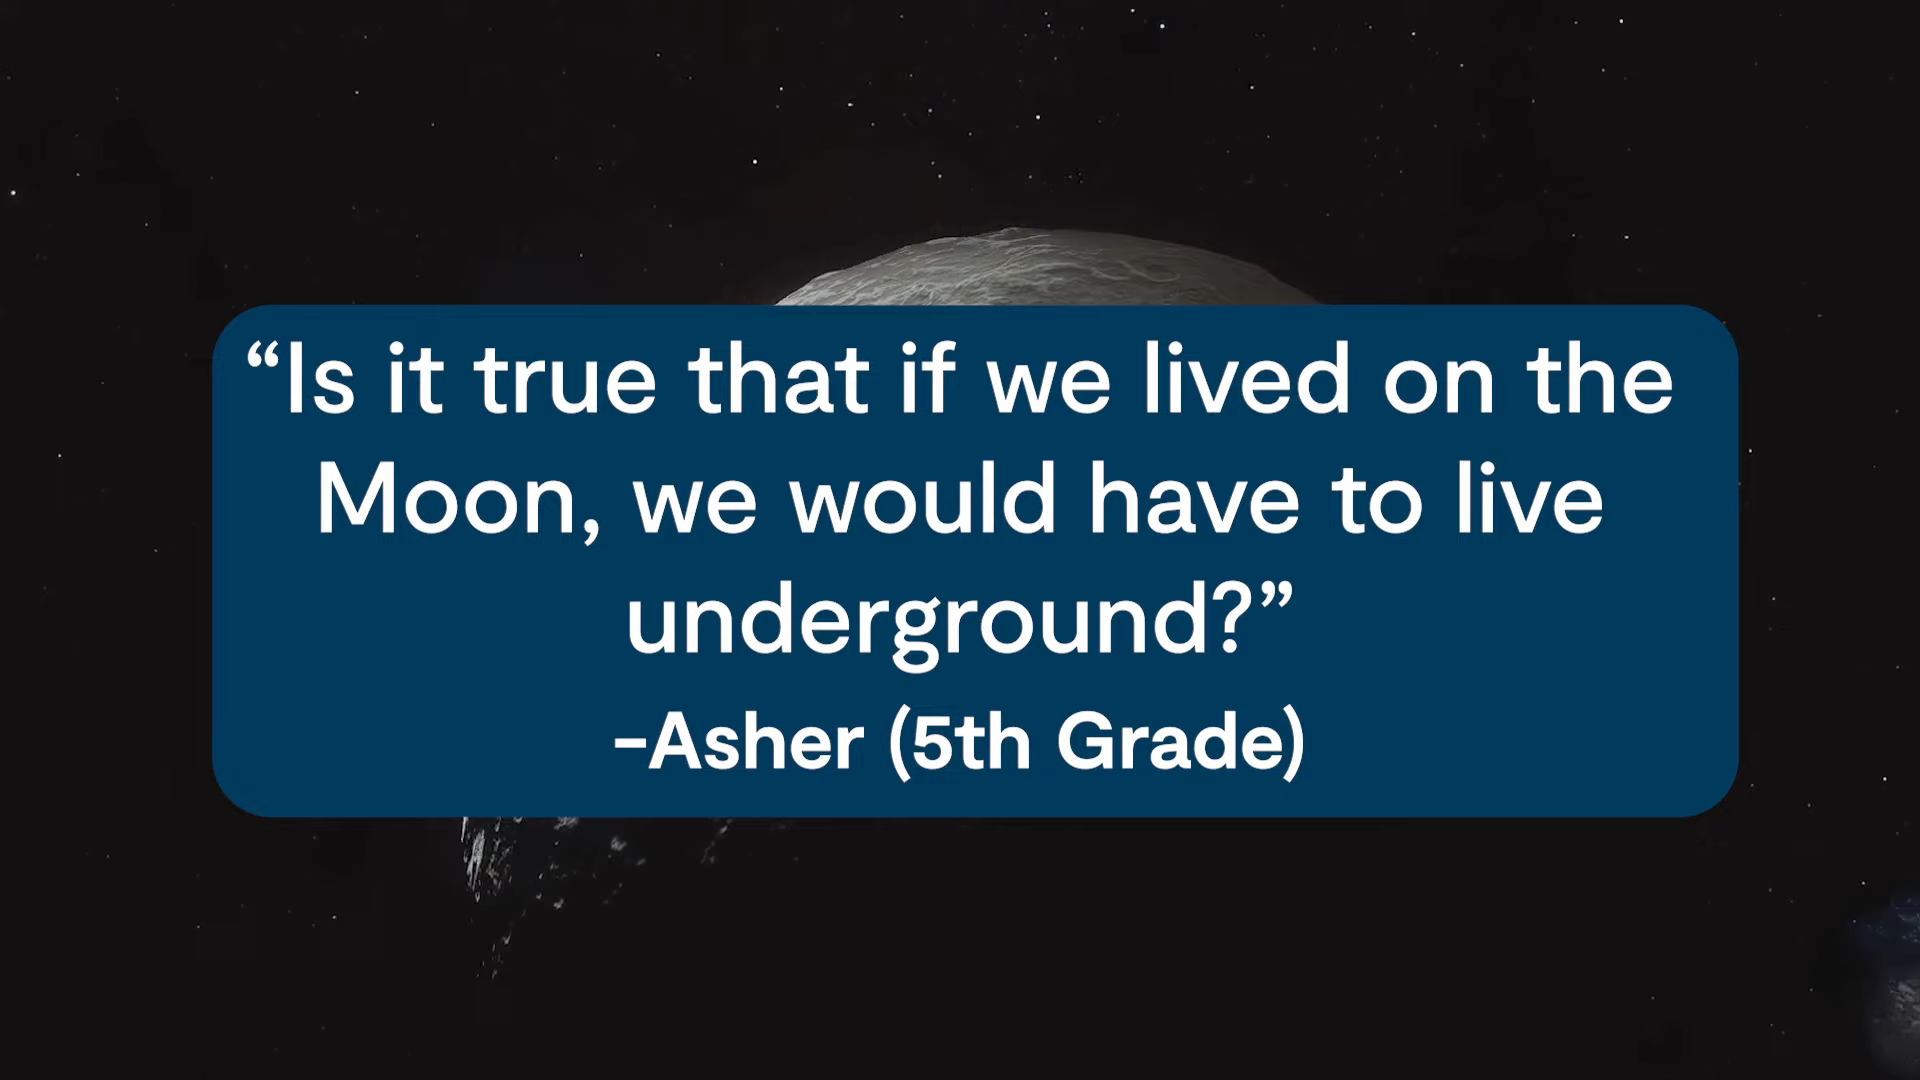 “Is it true that if we lived on the
Moon, we would have to live
underground?”
–Asher (5th Grade)